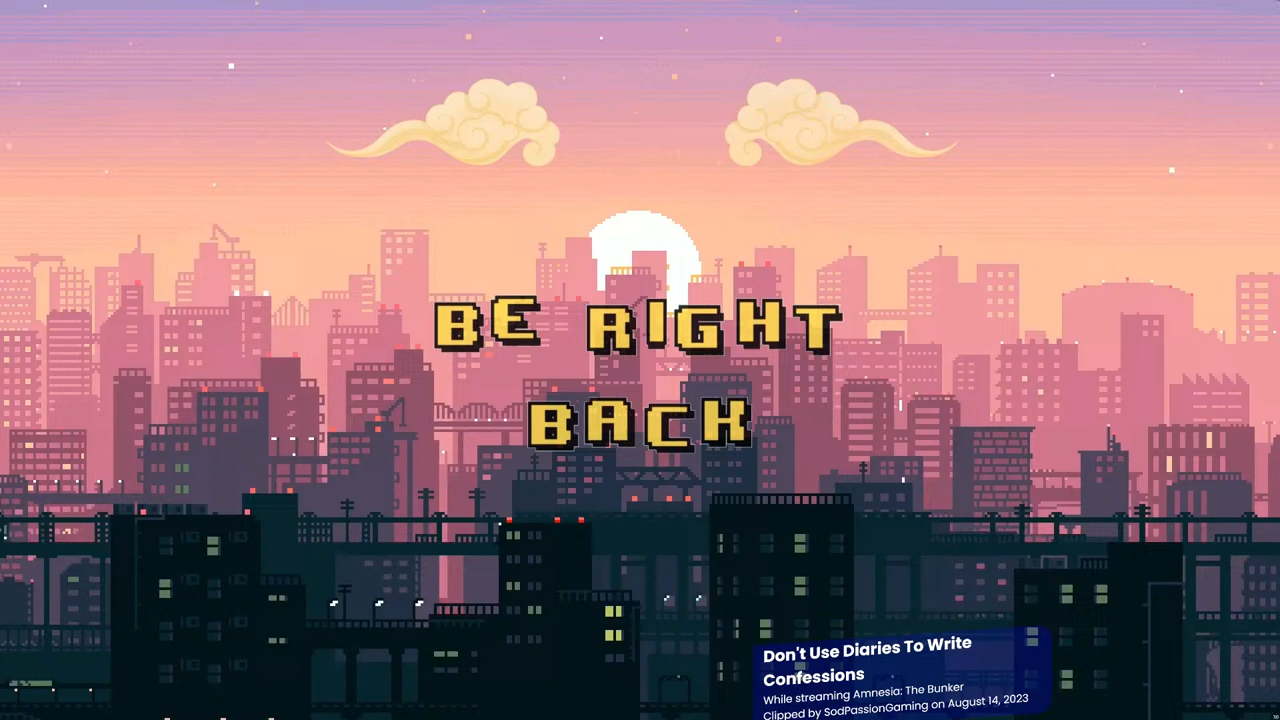 BE RIGHT
BACK
Don't Use Diaries To Write
Confessions
While streaming Amnesia: The Bunker
Clipped by SodPassionGaming on August 14, 2023